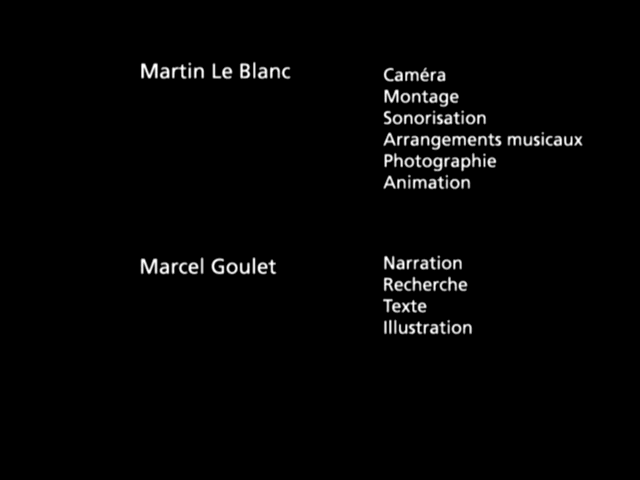 Martin Le Blanc
Caméra
Montage
Sonorisation
Arrangements musicaux
Photographie
Animation
Marcel Goulet
Narration
Recherche
Texte
Illustration